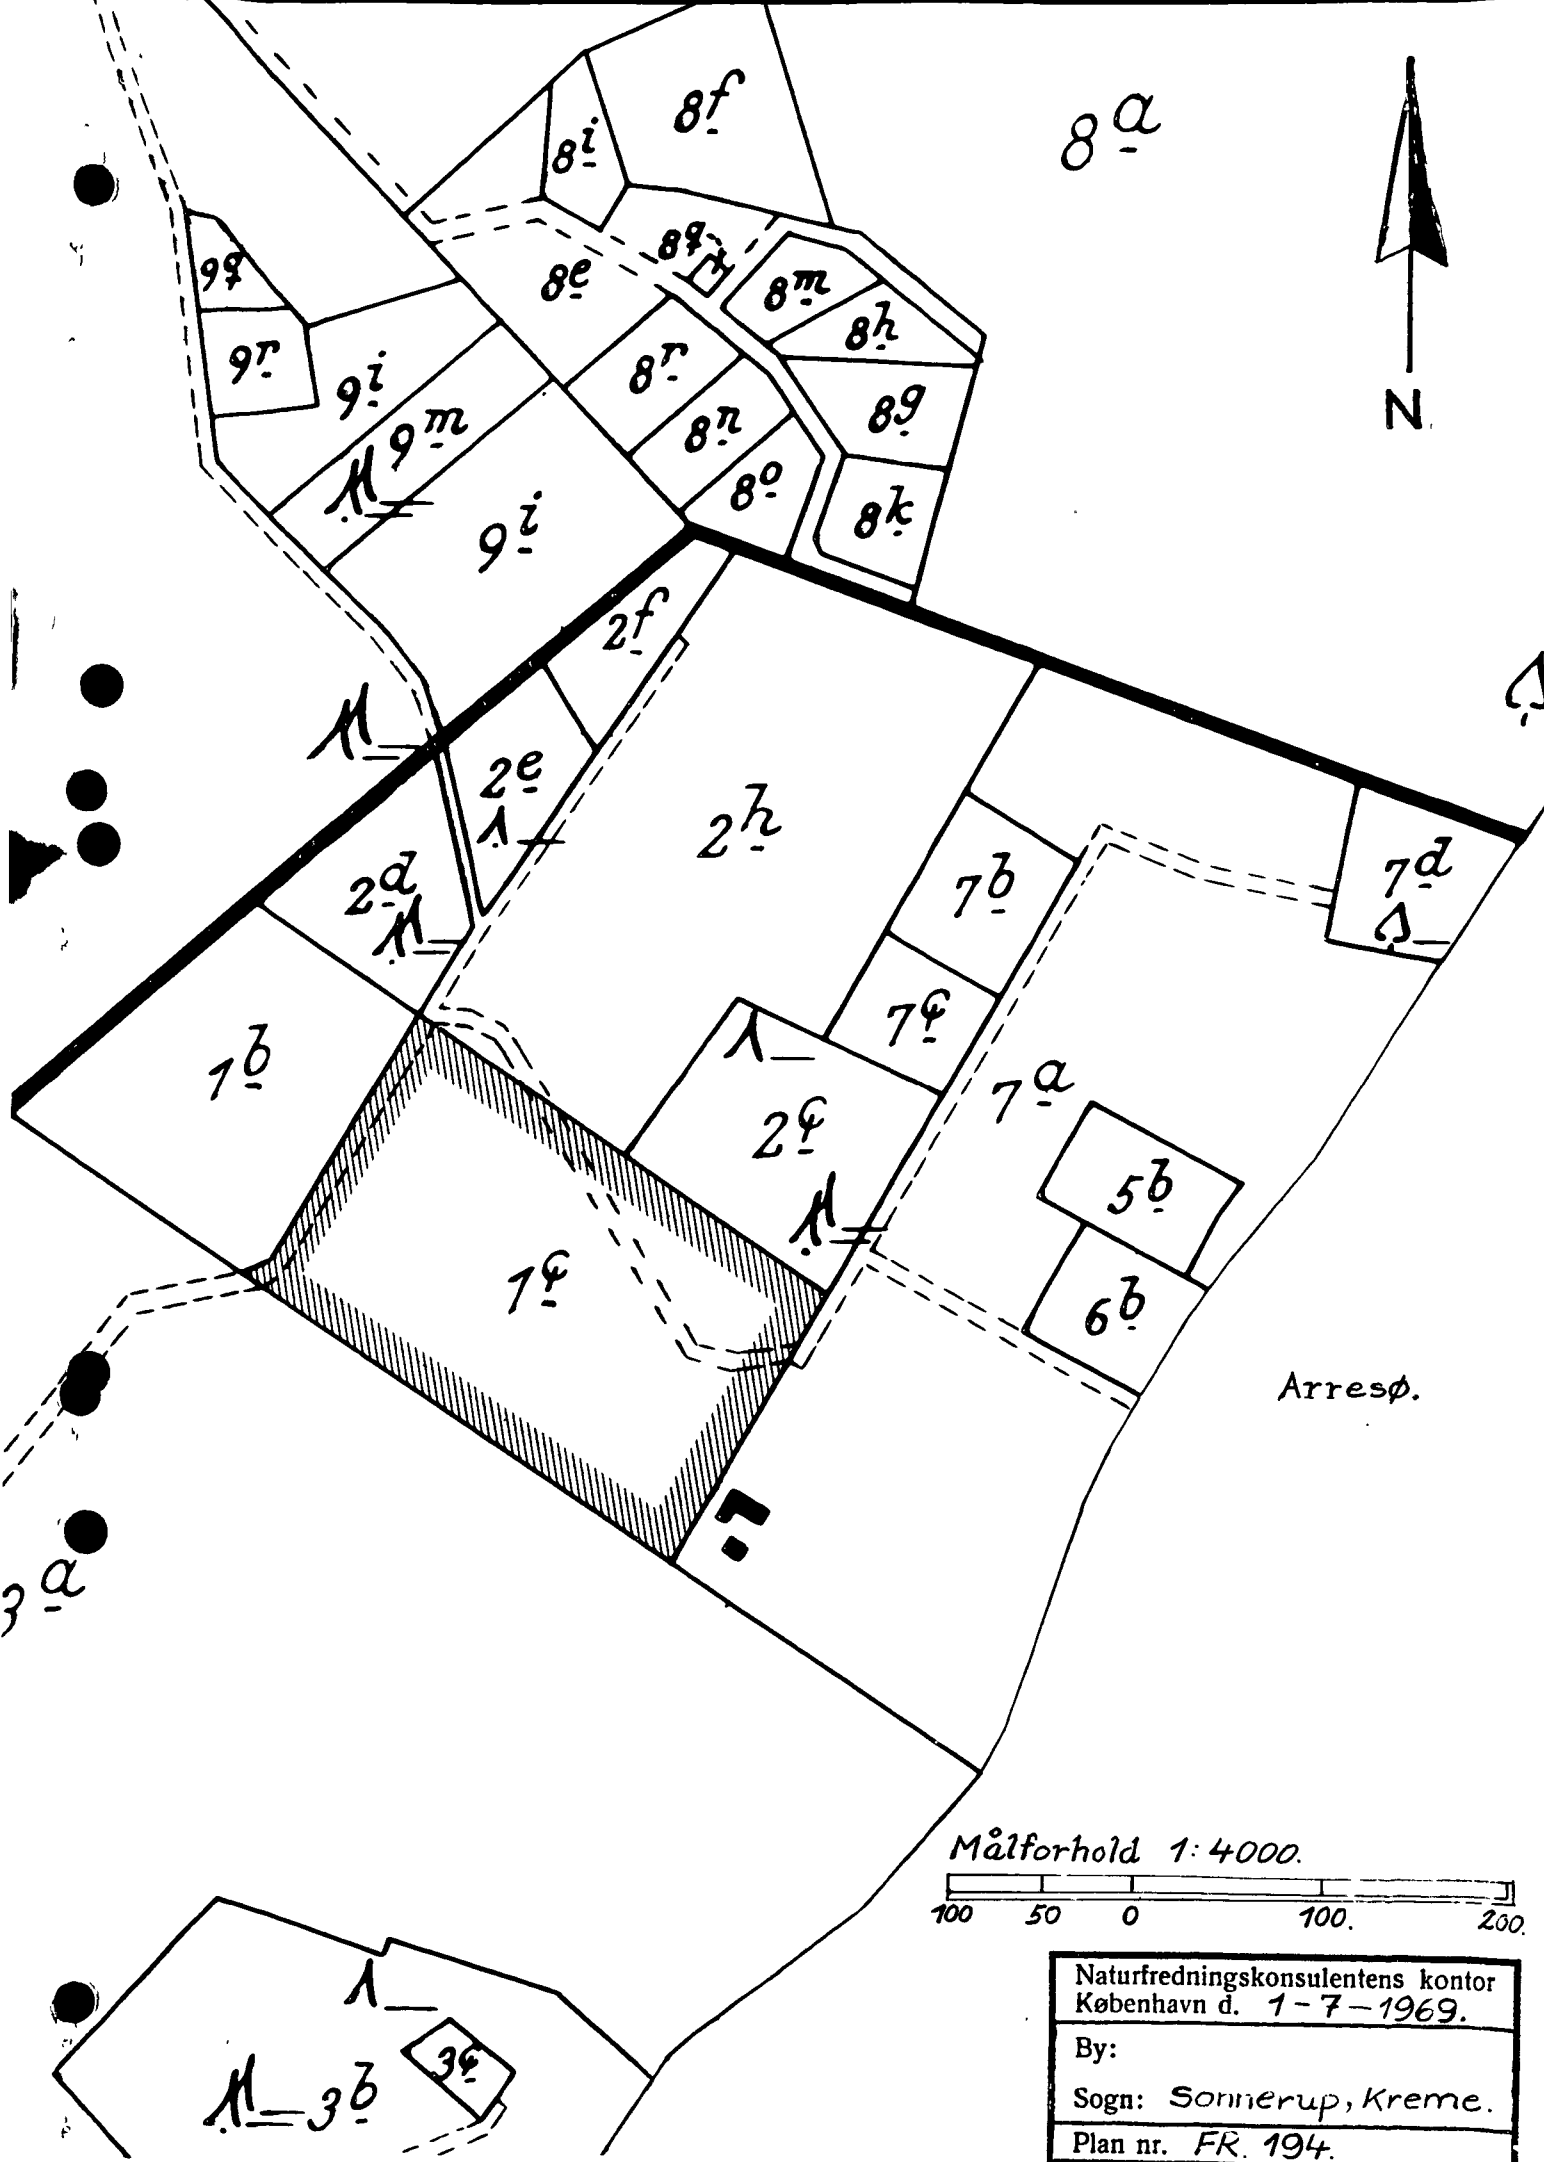 8f
8a
8i
8q
9q
8e
8m
8h
9r
8r
9i
8g
N.
9m
8n
8o
8k
9i
2f
2e
2h
7b
7d
2d
7c
1b
7a
2c
5b
1c
6b
Arresø.
3a
Målforhold 1:4000.
100 50 0 100. 200.
Naturfredningskonsulentens kontor
København d. 1-7-1969.
By:
3c
3b
Sogn: Sonnerup, Kreme.
Plan nr. FR. 194.